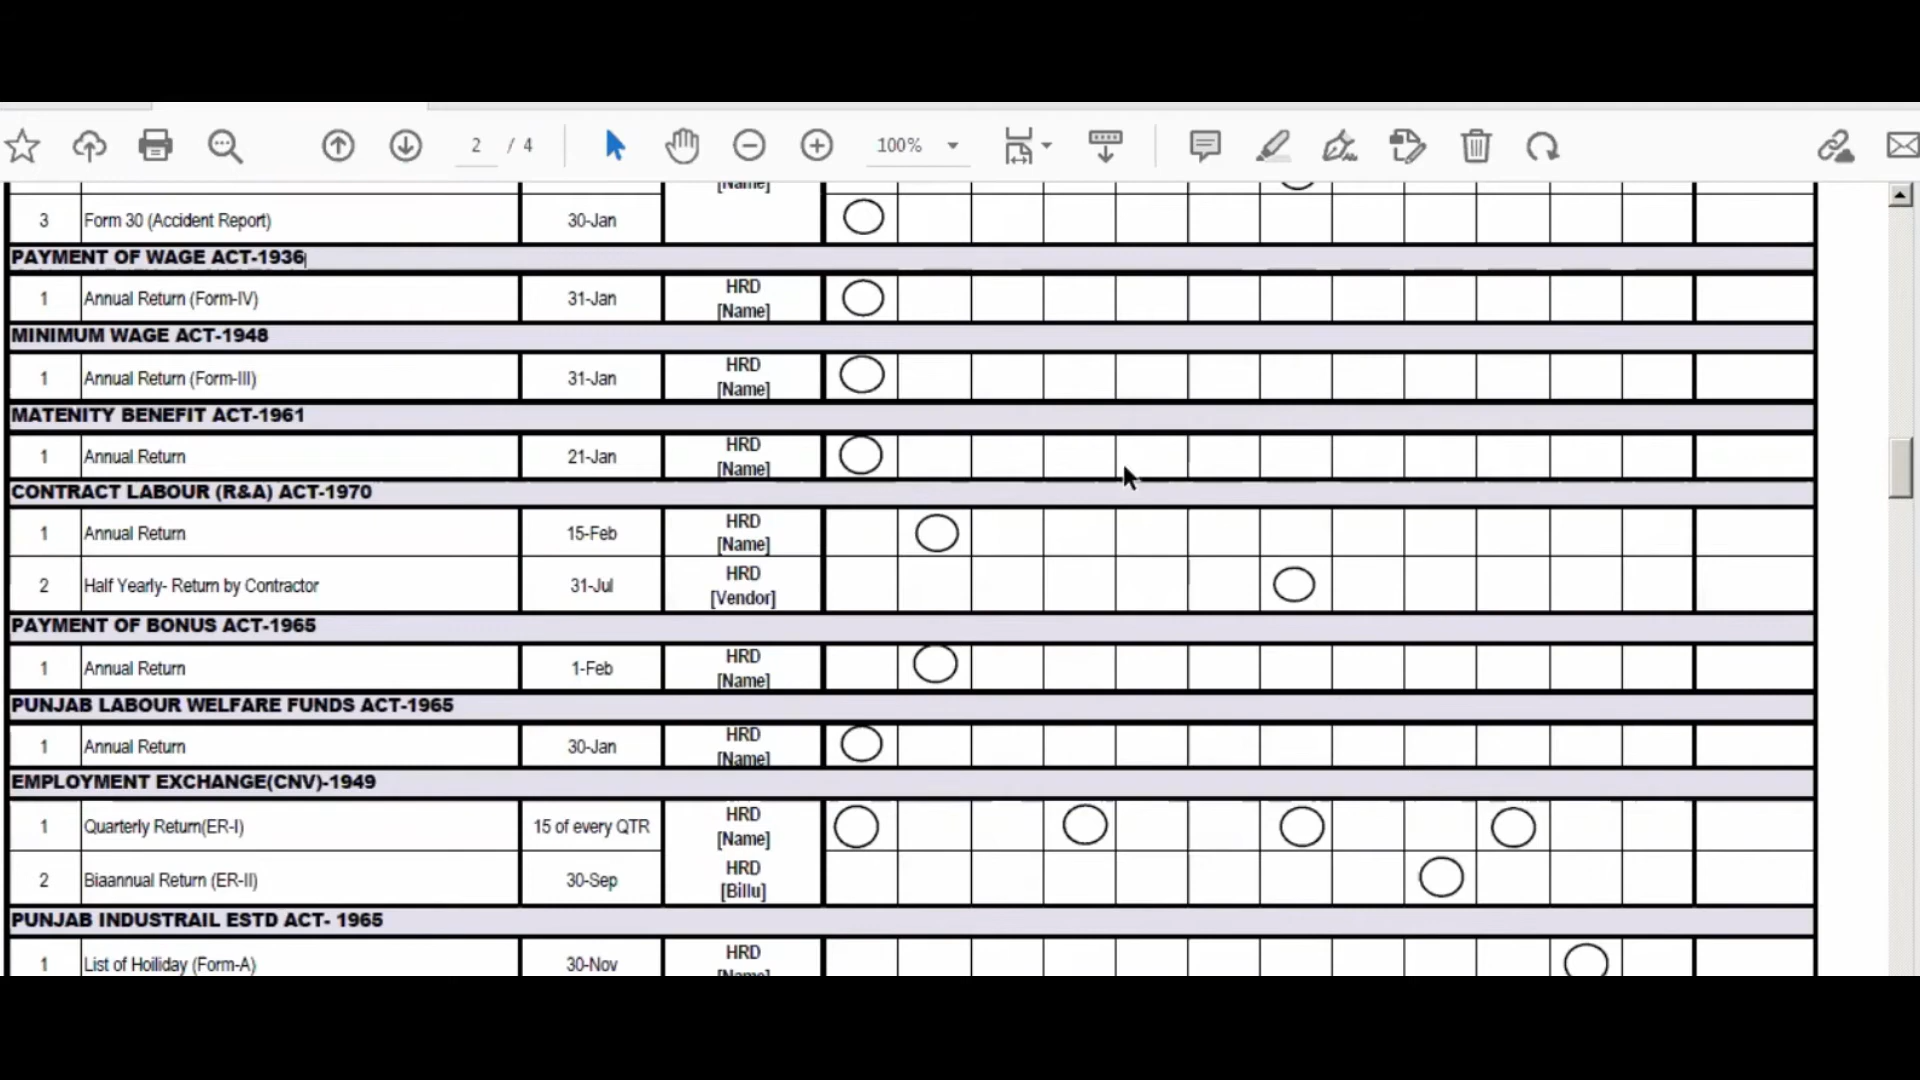 2 / 4 100%
[Name]
3 Form 30 (Accident Report) 30-Jan
PAYMENT OF WAGE ACT-1936
1 Annual Return (Form-IV) 31-Jan HRD
[Name]
MINIMUM WAGE ACT-1948
1 Annual Return (Form-III) 31-Jan HRD
[Name]
MATENITY BENEFIT ACT-1961
1 Annual Return 21-Jan HRD
[Name]
CONTRACT LABOUR (R&A) ACT-1970
1 Annual Return 15-Feb HRD
[Name]
2 Half Yearly- Return by Contractor 31-Jul HRD
[Vendor]
PAYMENT OF BONUS ACT-1965
1 Annual Return 1-Feb HRD
[Name]
PUNJAB LABOUR WELFARE FUNDS ACT-1965
1 Annual Return 30-Jan HRD
[Name]
EMPLOYMENT EXCHANGE(CNV)-1949
1 Quarterly Return(ER-I) 15 of every QTR HRD
[Name]
2 Biaannual Return (ER-II) 30-Sep HRD
[Billu]
PUNJAB INDUSTRAIL ESTD ACT- 1965
1 List of Hoiliday (Form-A) 30-Nov HRD
[Name]